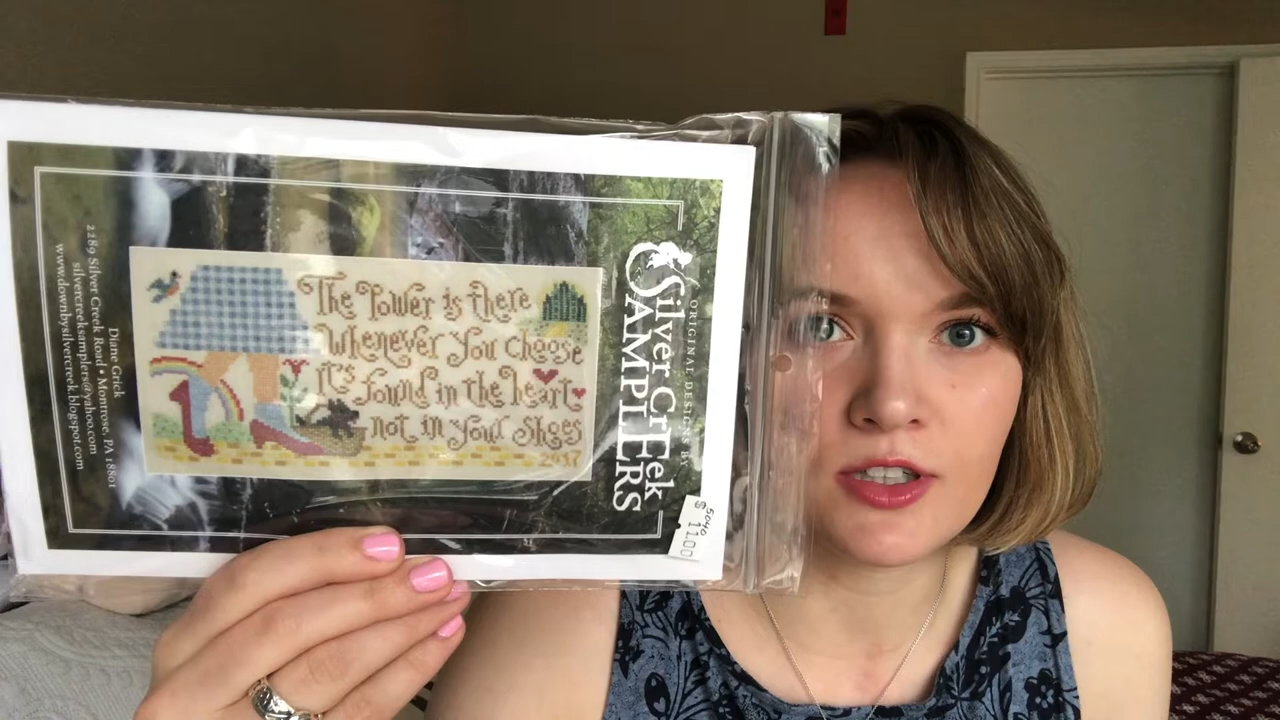 The Power is there
Whenever You Choose
It's found in the heart
not in your Shoes
2017
ORIGINAL DESIGNS BY
Silver Creek
SAMPLERS
Diane Grick
2289 Silver Creek Road • Montrose, PA 18801
silvercreeksamplers@yahoo.com
www.downbysilvercreek.blogspot.com
50%
$11.00